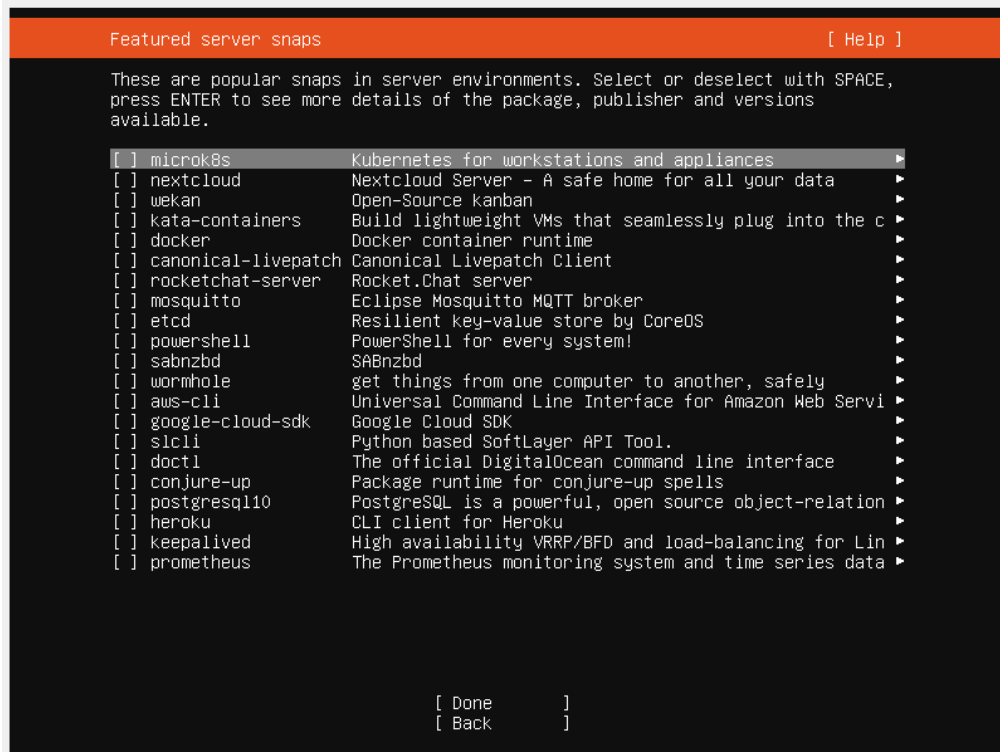 Featured server snaps [ Help ]
These are popular snaps in server environments. Select or deselect with SPACE,
press ENTER to see more details of the package, publisher and versions
available.
[ ] microk8s Kubernetes for workstations and appliances ►
[ ] nextcloud Nextcloud Server – A safe home for all your data ►
[ ] wekan Open–Source kanban ►
[ ] kata–containers Build lightweight VMs that seamlessly plug into the c ►
[ ] docker Docker container runtime ►
[ ] canonical–livepatch Canonical Livepatch Client ►
[ ] rocketchat–server Rocket.Chat server ►
[ ] mosquitto Eclipse Mosquitto MQTT broker ►
[ ] etcd Resilient key–value store by CoreOS ►
[ ] powershell PowerShell for every system! ►
[ ] sabnzbd SABnzbd ►
[ ] wormhole get things from one computer to another, safely ►
[ ] aws–cli Universal Command Line Interface for Amazon Web Servi ►
[ ] google–cloud–sdk Google Cloud SDK ►
[ ] slcli Python based SoftLayer API Tool. ►
[ ] doctl The official DigitalOcean command line interface ►
[ ] conjure–up Package runtime for conjure–up spells ►
[ ] postgresql10 PostgreSQL is a powerful, open source object–relation ►
[ ] heroku CLI client for Heroku ►
[ ] keepalived High availability VRRP/BFD and load–balancing for Lin ►
[ ] prometheus The Prometheus monitoring system and time series data ►
[ Done ]
[ Back ]